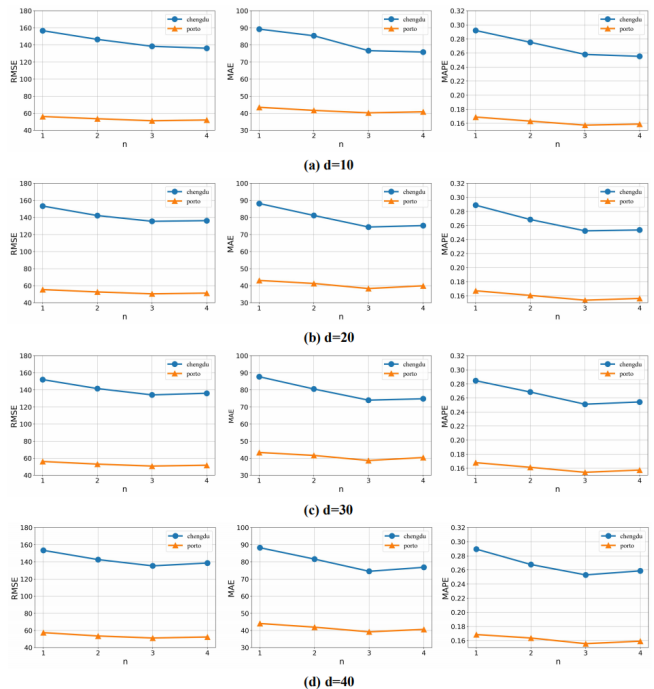 RMSE
180
160
140
120
100
80
60
40
chengdu
porto
1 2 3 4
n
MAE
100
90
80
70
60
50
40
30
chengdu
porto
1 2 3 4
n
MAPE
0.32
0.30
0.28
0.26
0.24
0.22
0.20
0.18
0.16
chengdu
porto
1 2 3 4
n
(a) d=10
RMSE
180
160
140
120
100
80
60
40
chengdu
porto
1 2 3 4
n
MAE
100
90
80
70
60
50
40
30
chengdu
porto
1 2 3 4
n
MAPE
0.32
0.30
0.28
0.26
0.24
0.22
0.20
0.18
0.16
chengdu
porto
1 2 3 4
n
(b) d=20
RMSE
180
160
140
120
100
80
60
40
chengdu
porto
1 2 3 4
n
MAE
100
90
80
70
60
50
40
30
chengdu
porto
1 2 3 4
n
MAPE
0.32
0.30
0.28
0.26
0.24
0.22
0.20
0.18
0.16
chengdu
porto
1 2 3 4
n
(c) d=30
RMSE
180
160
140
120
100
80
60
40
chengdu
porto
1 2 3 4
n
MAE
100
90
80
70
60
50
40
30
chengdu
porto
1 2 3 4
n
MAPE
0.32
0.30
0.28
0.26
0.24
0.22
0.20
0.18
0.16
chengdu
porto
1 2 3 4
n
(d) d=40